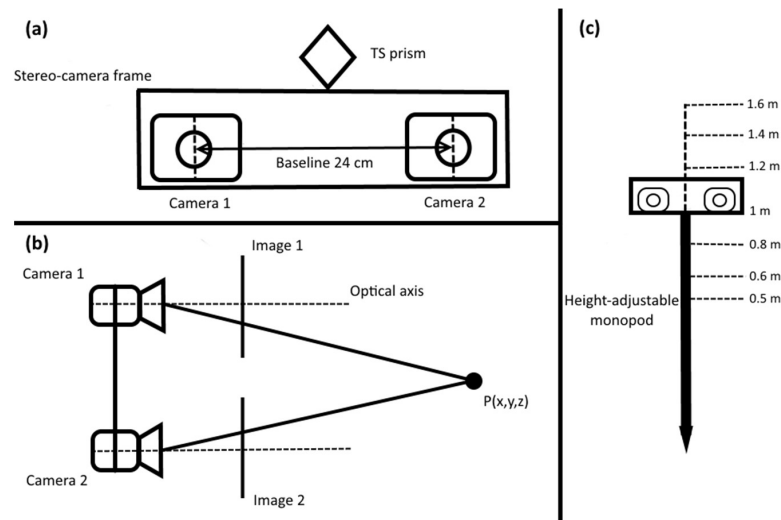 (a)
TS prism
Stereo-camera frame
Baseline 24 cm
Camera 1
Camera 2
(b)
Image 1
Camera 1
Optical axis
P(x,y,z)
Camera 2
Image 2
(c)
1.6 m
1.4 m
1.2 m
1 m
0.8 m
0.6 m
0.5 m
Height-adjustable
monopod